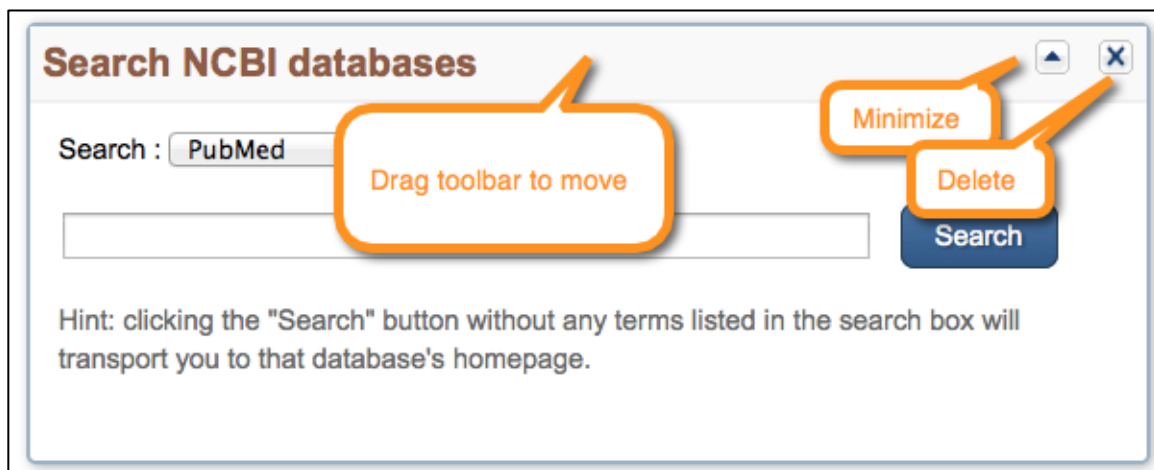 Search NCBI databases
Minimize
Search : PubMed
Drag toolbar to move
Delete
Search
Hint: clicking the "Search" button without any terms listed in the search box will
transport you to that database's homepage.